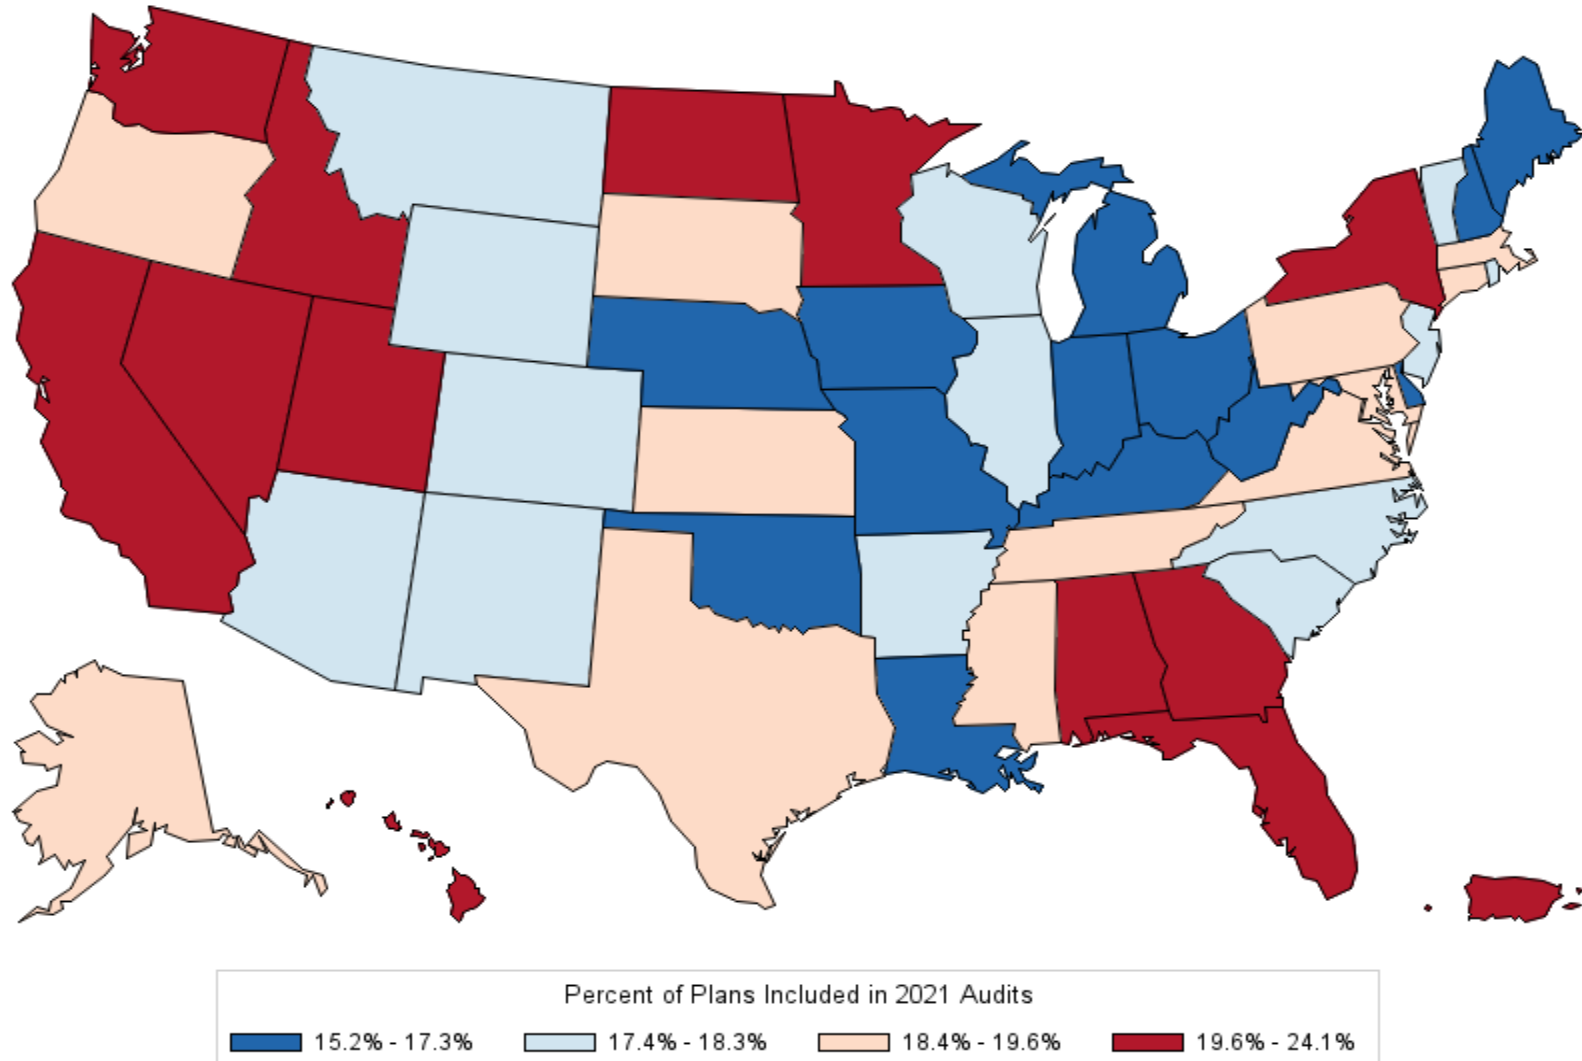 Percent of Plans Included in 2021 Audits
15.2% - 17.3% 17.4% - 18.3% 18.4% - 19.6% 19.6% - 24.1%